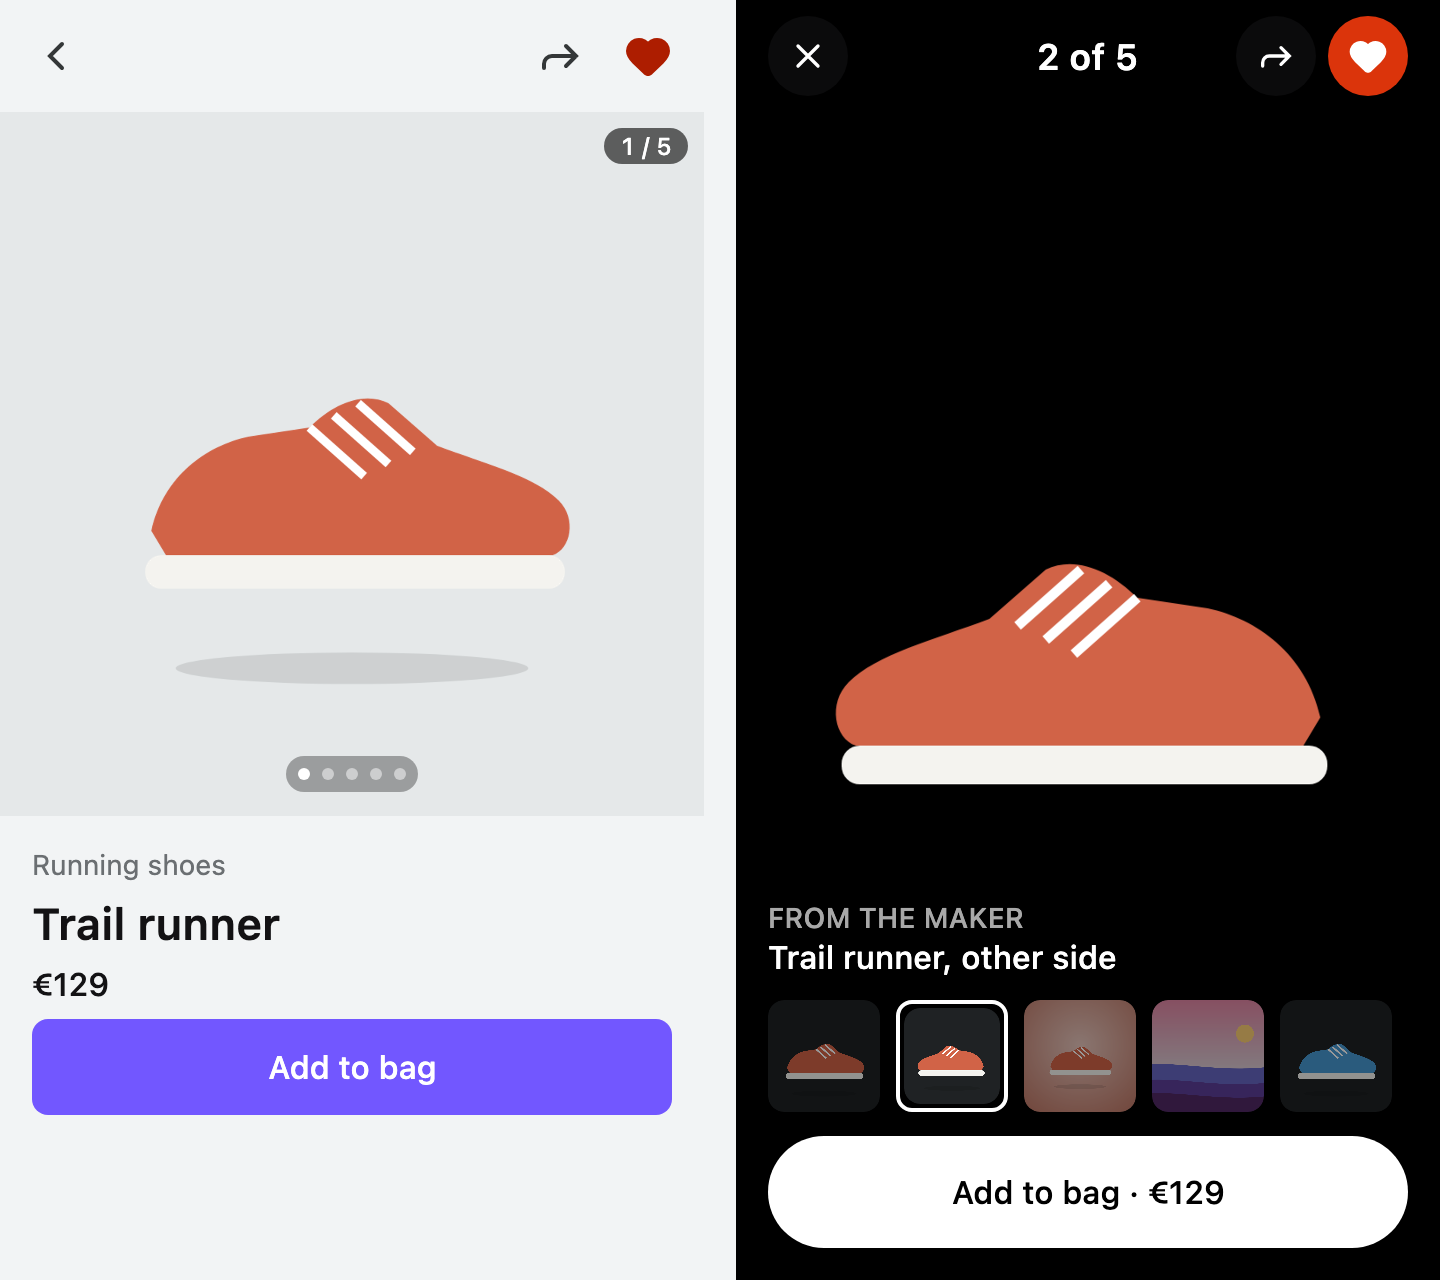 1 / 5
Running shoes
Trail runner
€129
Add to bag
2 of 5
FROM THE MAKER
Trail runner, other side
Add to bag · €129